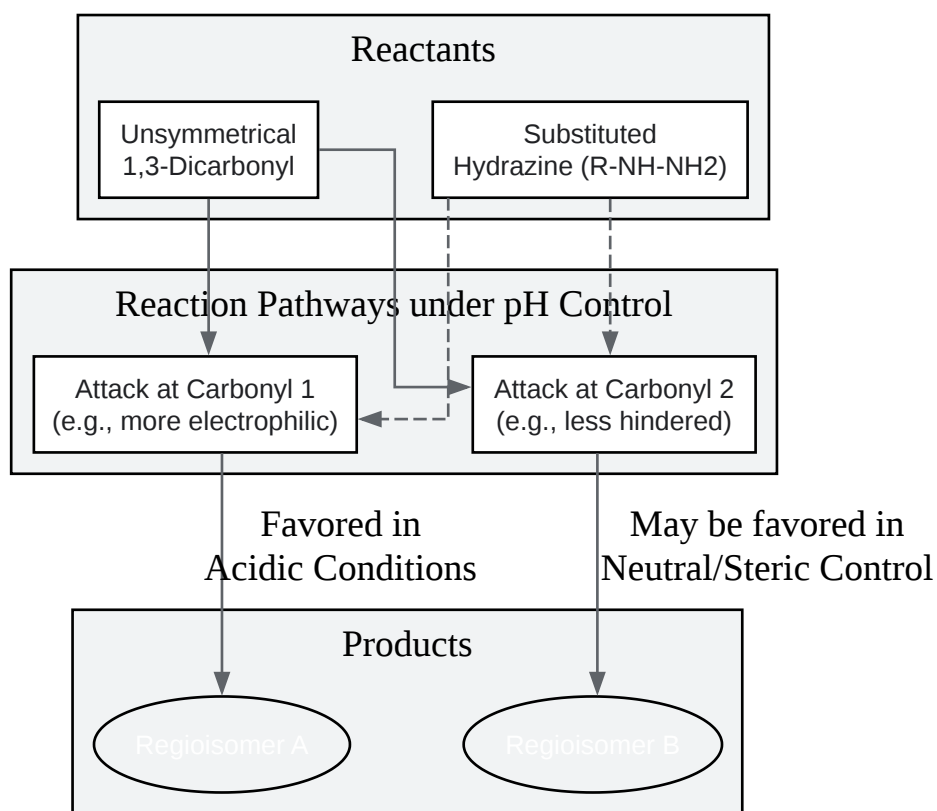 Reactants
Unsymmetrical
1,3-Dicarbonyl
Substituted
Hydrazine (R-NH-NH2)
Reaction Pathways under pH Control
Attack at Carbonyl 1
(e.g., more electrophilic)
Attack at Carbonyl 2
(e.g., less hindered)
Favored in
Acidic Conditions
May be favored in
Neutral/Steric Control
Products
Regioisomer A
Regioisomer B